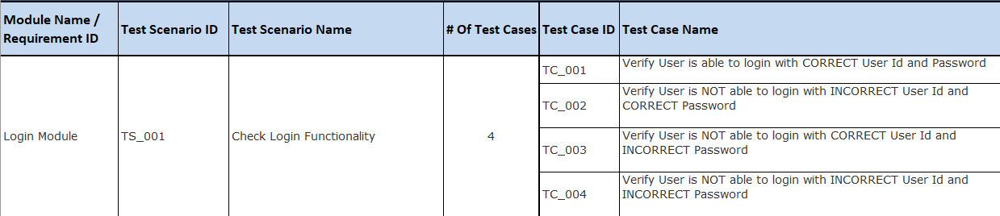 Module Name /
Requirement ID
Test Scenario ID
Test Scenario Name
# Of Test Cases
Test Case ID
Test Case Name
Login Module
TS_001
Check Login Functionality
4
TC_001
Verify User is able to login with CORRECT User Id and Password
TC_002
Verify User is NOT able to login with INCORRECT User Id and
CORRECT Password
TC_003
Verify User is NOT able to login with CORRECT User Id and
INCORRECT Password
TC_004
Verify User is NOT able to login with INCORRECT User Id and
INCORRECT Password